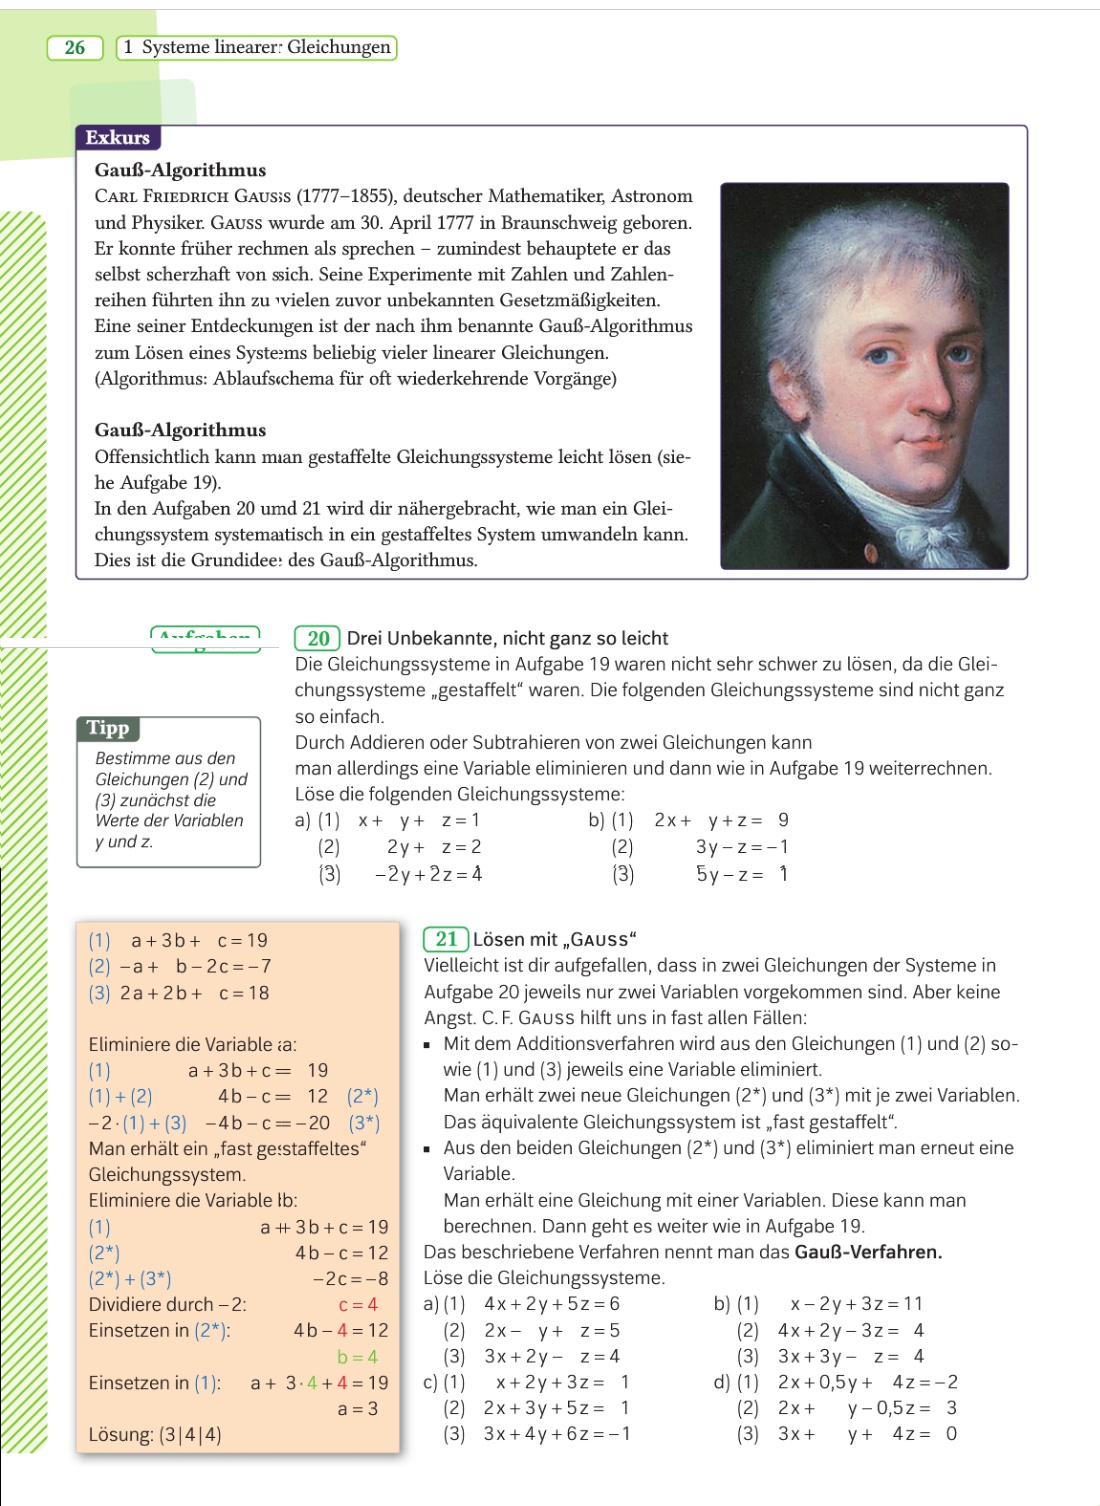 26
1 Systeme linearer Gleichungen
Exkurs
Gauß-Algorithmus
CARL FRIEDRICH GAUSS (1777–1855), deutscher Mathematiker, Astronom
und Physiker. GAUSS wurde am 30. April 1777 in Braunschweig geboren.
Er konnte früher rechnen als sprechen – zumindest behauptete er das
selbst scherzhaft von sich. Seine Experimente mit Zahlen und Zahlen-
reihen führten ihn zu vielen zuvor unbekannten Gesetzmäßigkeiten.
Eine seiner Entdeckungen ist der nach ihm benannte Gauß-Algorithmus
zum Lösen eines Systems beliebig vieler linearer Gleichungen.
(Algorithmus: Ablaufschema für oft wiederkehrende Vorgänge)
Gauß-Algorithmus
Offensichtlich kann man gestaffelte Gleichungssysteme leicht lösen (sie-
he Aufgabe 19).
In den Aufgaben 20 und 21 wird dir nähergebracht, wie man ein Glei-
chungssystem systematisch in ein gestaffeltes System umwandeln kann.
Dies ist die Grundidee des Gauß-Algorithmus.
Aufgaben
Tipp
Bestimme aus den
Gleichungen (2) und
(3) zunächst die
Werte der Variablen
y und z.
20 Drei Unbekannte, nicht ganz so leicht
Die Gleichungssysteme in Aufgabe 19 waren nicht sehr schwer zu lösen, da die Glei-
chungssysteme „gestaffelt“ waren. Die folgenden Gleichungssysteme sind nicht ganz
so einfach.
Durch Addieren oder Subtrahieren von zwei Gleichungen kann
man allerdings eine Variable eliminieren und dann wie in Aufgabe 19 weiterrechnen.
Löse die folgenden Gleichungssysteme:
a) (1) x + y + z = 1
(2) 2y + z = 2
(3) −2y + 2z = 4
b) (1) 2x + y + z = 9
(2) 3y − z = −1
(3) 5y − z = 1
(1) a + 3b + c = 19
(2) −a + b − 2c = −7
(3) 2a + 2b + c = 18
Eliminiere die Variable a:
(1) a + 3b + c = 19
(1) + (2) 4b − c = 12 (2*)
−2 · (1) + (3) −4b − c = −20 (3*)
Man erhält ein „fast gestaffeltes“
Gleichungssystem.
Eliminiere die Variable b:
(1) a + 3b + c = 19
(2*) 4b − c = 12
(2*) + (3*) −2c = −8
Dividiere durch −2: c = 4
Einsetzen in (2*): 4b − 4 = 12
b = 4
Einsetzen in (1): a + 3 · 4 + 4 = 19
a = 3
Lösung: (3|4|4)
21 Lösen mit „GAUSS“
Vielleicht ist dir aufgefallen, dass in zwei Gleichungen der Systeme in
Aufgabe 20 jeweils nur zwei Variablen vorgekommen sind. Aber keine
Angst. C. F. GAUSS hilft uns in fast allen Fällen:
▪ Mit dem Additionsverfahren wird aus den Gleichungen (1) und (2) so-
wie (1) und (3) jeweils eine Variable eliminiert.
Man erhält zwei neue Gleichungen (2*) und (3*) mit je zwei Variablen.
Das äquivalente Gleichungssystem ist „fast gestaffelt“.
▪ Aus den beiden Gleichungen (2*) und (3*) eliminiert man erneut eine
Variable.
Man erhält eine Gleichung mit einer Variablen. Diese kann man
berechnen. Dann geht es weiter wie in Aufgabe 19.
Das beschriebene Verfahren nennt man das Gauß-Verfahren.
Löse die Gleichungssysteme.
a) (1) 4x + 2y + 5z = 6
(2) 2x − y + z = 5
(3) 3x + 2y − z = 4
b) (1) x − 2y + 3z = 11
(2) 4x + 2y − 3z = 4
(3) 3x + 3y − z = 4
c) (1) x + 2y + 3z = 1
(2) 2x + 3y + 5z = 1
(3) 3x + 4y + 6z = −1
d) (1) 2x + 0,5y + 4z = −2
(2) 2x + y − 0,5z = 3
(3) 3x + y + 4z = 0